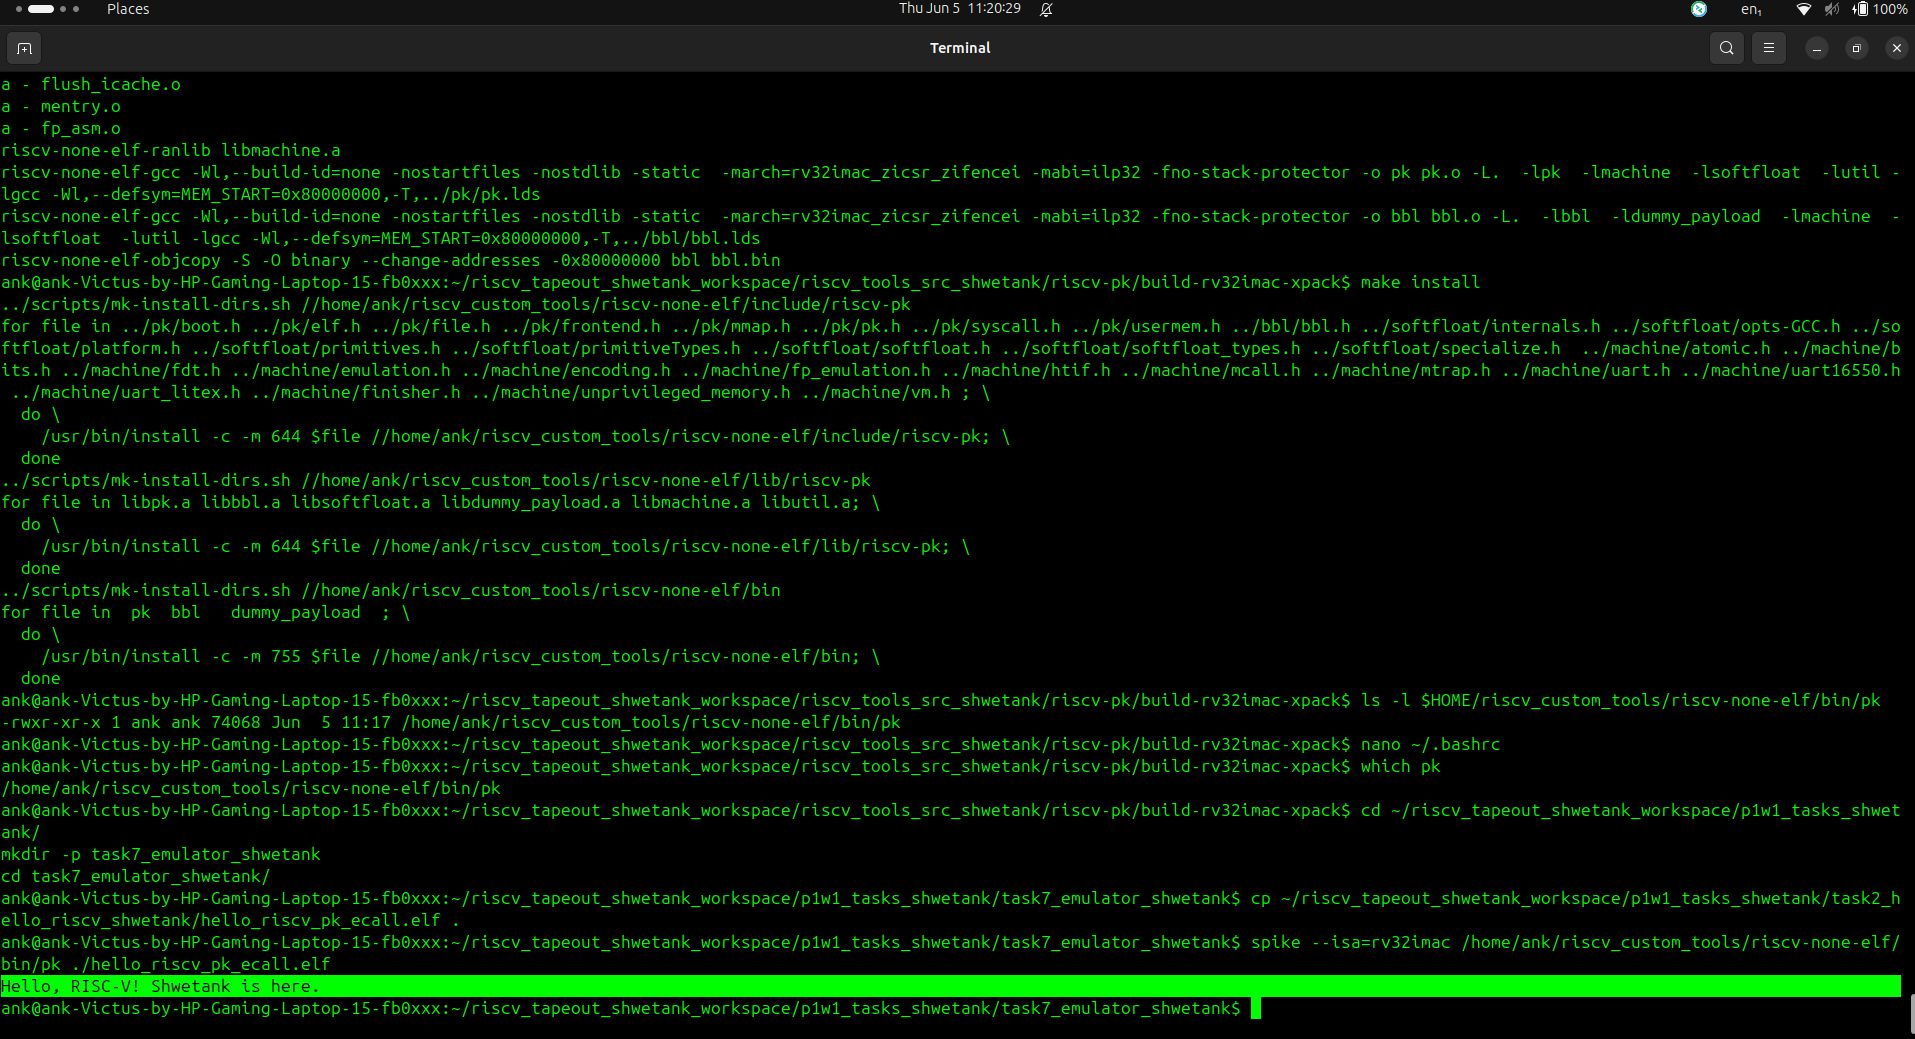 Places
Thu Jun 5 11:20:29
en₁
100%
Terminal
a - flush_icache.o
a - mentry.o
a - fp_asm.o
riscv-none-elf-ranlib libmachine.a
riscv-none-elf-gcc -Wl,--build-id=none -nostartfiles -nostdlib -static  -march=rv32imac_zicsr_zifencei -mabi=ilp32 -fno-stack-protector -o pk pk.o -L.  -lpk  -lmachine  -lsoftfloat  -lutil -
lgcc -Wl,--defsym=MEM_START=0x80000000,-T,../pk/pk.lds
riscv-none-elf-gcc -Wl,--build-id=none -nostartfiles -nostdlib -static  -march=rv32imac_zicsr_zifencei -mabi=ilp32 -fno-stack-protector -o bbl bbl.o -L.  -lbbl  -ldummy_payload  -lmachine  -
lsoftfloat  -lutil -lgcc -Wl,--defsym=MEM_START=0x80000000,-T,../bbl/bbl.lds
riscv-none-elf-objcopy -S -O binary --change-addresses -0x80000000 bbl bbl.bin
ank@ank-Victus-by-HP-Gaming-Laptop-15-fb0xxx:~/riscv_tapeout_shwetank_workspace/riscv_tools_src_shwetank/riscv-pk/build-rv32imac-xpack$ make install
../scripts/mk-install-dirs.sh //home/ank/riscv_custom_tools/riscv-none-elf/include/riscv-pk
for file in ../pk/boot.h ../pk/elf.h ../pk/file.h ../pk/frontend.h ../pk/mmap.h ../pk/pk.h ../pk/syscall.h ../pk/usermem.h ../bbl/bbl.h ../softfloat/internals.h ../softfloat/opts-GCC.h ../so
ftfloat/platform.h ../softfloat/primitives.h ../softfloat/primitiveTypes.h ../softfloat/softfloat.h ../softfloat/softfloat_types.h ../softfloat/specialize.h  ../machine/atomic.h ../machine/b
its.h ../machine/fdt.h ../machine/emulation.h ../machine/encoding.h ../machine/fp_emulation.h ../machine/htif.h ../machine/mcall.h ../machine/mtrap.h ../machine/uart.h ../machine/uart16550.h
 ../machine/uart_litex.h ../machine/finisher.h ../machine/unprivileged_memory.h ../machine/vm.h ; \
  do \
    /usr/bin/install -c -m 644 $file //home/ank/riscv_custom_tools/riscv-none-elf/include/riscv-pk; \
  done
../scripts/mk-install-dirs.sh //home/ank/riscv_custom_tools/riscv-none-elf/lib/riscv-pk
for file in libpk.a libbbl.a libsoftfloat.a libdummy_payload.a libmachine.a libutil.a; \
  do \
    /usr/bin/install -c -m 644 $file //home/ank/riscv_custom_tools/riscv-none-elf/lib/riscv-pk; \
  done
../scripts/mk-install-dirs.sh //home/ank/riscv_custom_tools/riscv-none-elf/bin
for file in  pk  bbl   dummy_payload  ; \
  do \
    /usr/bin/install -c -m 755 $file //home/ank/riscv_custom_tools/riscv-none-elf/bin; \
  done
ank@ank-Victus-by-HP-Gaming-Laptop-15-fb0xxx:~/riscv_tapeout_shwetank_workspace/riscv_tools_src_shwetank/riscv-pk/build-rv32imac-xpack$ ls -l $HOME/riscv_custom_tools/riscv-none-elf/bin/pk
-rwxr-xr-x 1 ank ank 74068 Jun  5 11:17 /home/ank/riscv_custom_tools/riscv-none-elf/bin/pk
ank@ank-Victus-by-HP-Gaming-Laptop-15-fb0xxx:~/riscv_tapeout_shwetank_workspace/riscv_tools_src_shwetank/riscv-pk/build-rv32imac-xpack$ nano ~/.bashrc
ank@ank-Victus-by-HP-Gaming-Laptop-15-fb0xxx:~/riscv_tapeout_shwetank_workspace/riscv_tools_src_shwetank/riscv-pk/build-rv32imac-xpack$ which pk
/home/ank/riscv_custom_tools/riscv-none-elf/bin/pk
ank@ank-Victus-by-HP-Gaming-Laptop-15-fb0xxx:~/riscv_tapeout_shwetank_workspace/riscv_tools_src_shwetank/riscv-pk/build-rv32imac-xpack$ cd ~/riscv_tapeout_shwetank_workspace/p1w1_tasks_shwet
ank/
mkdir -p task7_emulator_shwetank
cd task7_emulator_shwetank/
ank@ank-Victus-by-HP-Gaming-Laptop-15-fb0xxx:~/riscv_tapeout_shwetank_workspace/p1w1_tasks_shwetank/task7_emulator_shwetank$ cp ~/riscv_tapeout_shwetank_workspace/p1w1_tasks_shwetank/task2_h
ello_riscv_shwetank/hello_riscv_pk_ecall.elf .
ank@ank-Victus-by-HP-Gaming-Laptop-15-fb0xxx:~/riscv_tapeout_shwetank_workspace/p1w1_tasks_shwetank/task7_emulator_shwetank$ spike --isa=rv32imac /home/ank/riscv_custom_tools/riscv-none-elf/
bin/pk ./hello_riscv_pk_ecall.elf
Hello, RISC-V! Shwetank is here.
ank@ank-Victus-by-HP-Gaming-Laptop-15-fb0xxx:~/riscv_tapeout_shwetank_workspace/p1w1_tasks_shwetank/task7_emulator_shwetank$